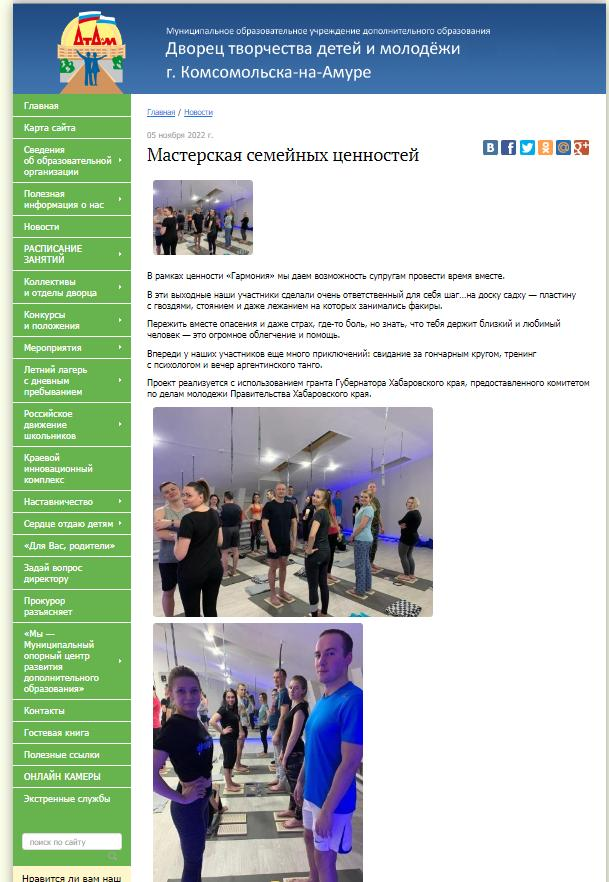 ДТДиМ
Муниципальное образовательное учреждение дополнительного образования
Дворец творчества детей и молодёжи
г. Комсомольска-на-Амуре
Главная
Карта сайта
Сведения
об образовательной
организации
Полезная
информация о нас
Новости
РАСПИСАНИЕ
ЗАНЯТИЙ
Коллективы
и отделы дворца
Конкурсы
и положения
Мероприятия
Летний лагерь
с дневным
пребыванием
Российское
движение
школьников
Краевой
инновационный
комплекс
Наставничество
Сердце отдаю детям
«Для Вас, родители»
Задай вопрос
директору
Прокурор
разъясняет
«Мы —
Муниципальный
опорный центр
развития
дополнительного
образования»
Контакты
Гостевая книга
Полезные ссылки
ОНЛАЙН КАМЕРЫ
Экстренные службы
поиск по сайту
Нравится ли вам наш
Главная / Новости
05 ноября 2022 г.
Мастерская семейных ценностей
В рамках ценности «Гармония» мы даем возможность супругам провести время вместе.
В эти выходные наши участники сделали очень ответственный для себя шаг...на доску садху — пластину
с гвоздями, стоянием и даже лежанием на которых занимались факиры.
Пережить вместе опасения и даже страх, где-то боль, но знать, что тебя держит близкий и любимый
человек — это огромное облегчение и помощь.
Впереди у наших участников еще много приключений: свидание за гончарным кругом, тренинг
с психологом и вечер аргентинского танго.
Проект реализуется с использованием гранта Губернатора Хабаровского края, предоставленного комитетом
по делам молодежи Правительства Хабаровского края.